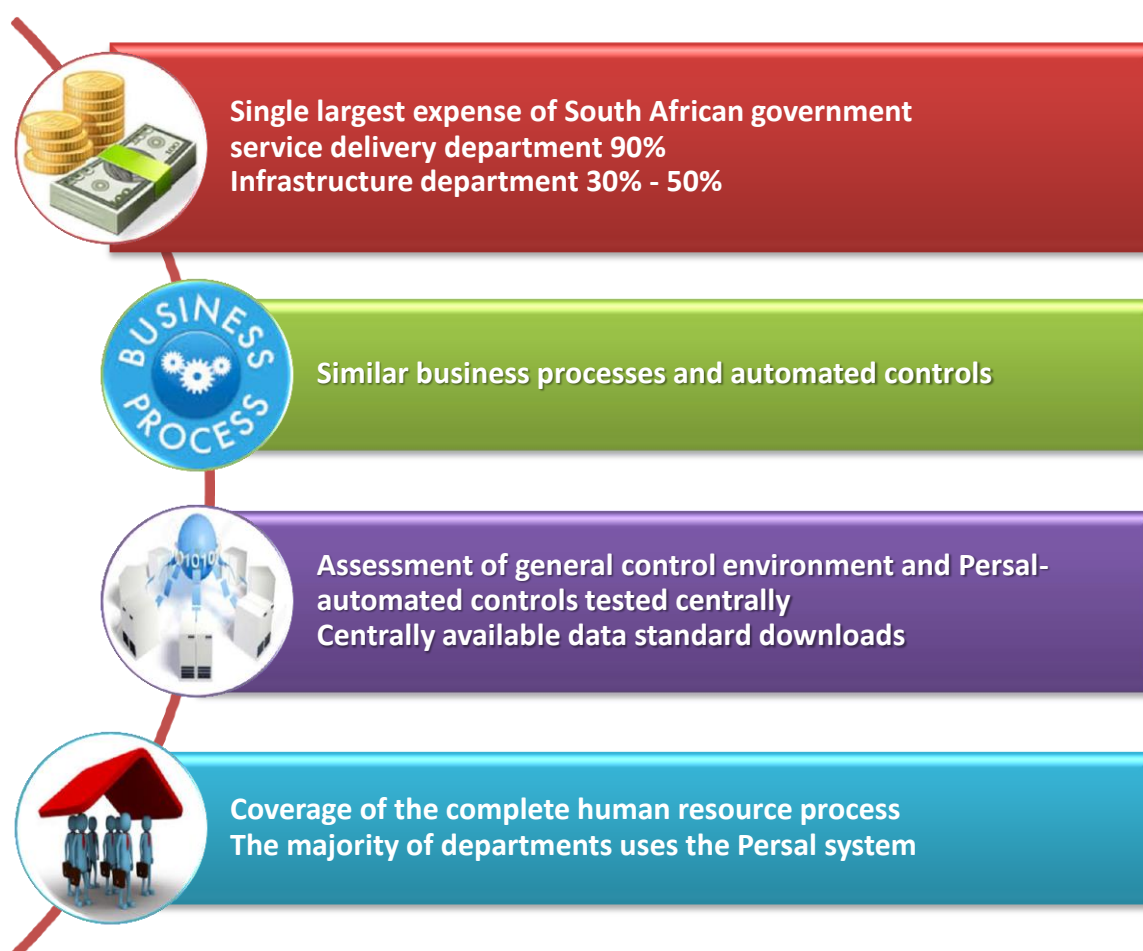 Single largest expense of South African government
service delivery department 90%
Infrastructure department 30% - 50%
BUSINESS
PROCESS
Similar business processes and automated controls
01010
Assessment of general control environment and Persal-
automated controls tested centrally
Centrally available data standard downloads
Coverage of the complete human resource process
The majority of departments uses the Persal system